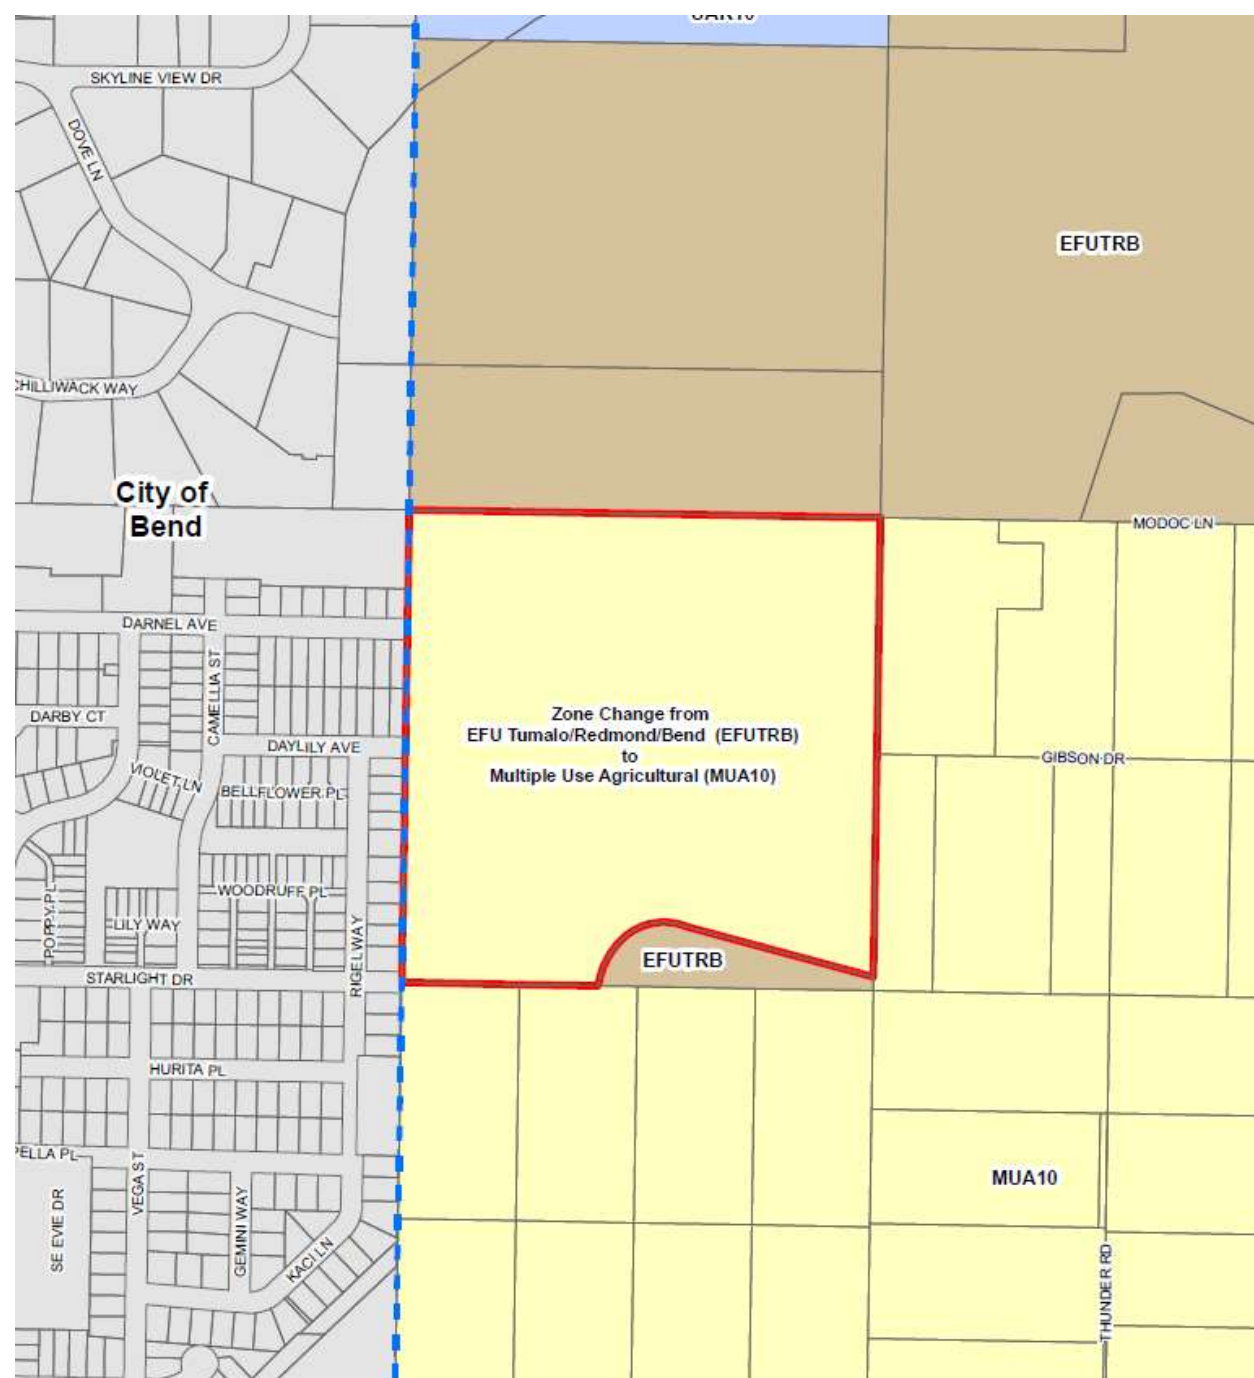 UAR10
SKYLINE VIEW DR
DOVE LN
EFUTRB
CHILLIWACK WAY
City of
Bend
MODOC LN
DARNEL AVE
CAMELLIA ST
DARBY CT
Zone Change from
EFU Tumalo/Redmond/Bend (EFUTRB)
to
Multiple Use Agricultural (MUA10)
DAYLILY AVE
GIBSON DR
VIOLET LN
BELLFLOWER PL
WOODRUFF PL
POPPY PL
LILY WAY
RIGEL WAY
EFUTRB
STARLIGHT DR
HURITA PL
PELLA PL
VEGA ST
MUA10
SE EVIE DR
GEMINI WAY
KACI LN
THUNDER RD